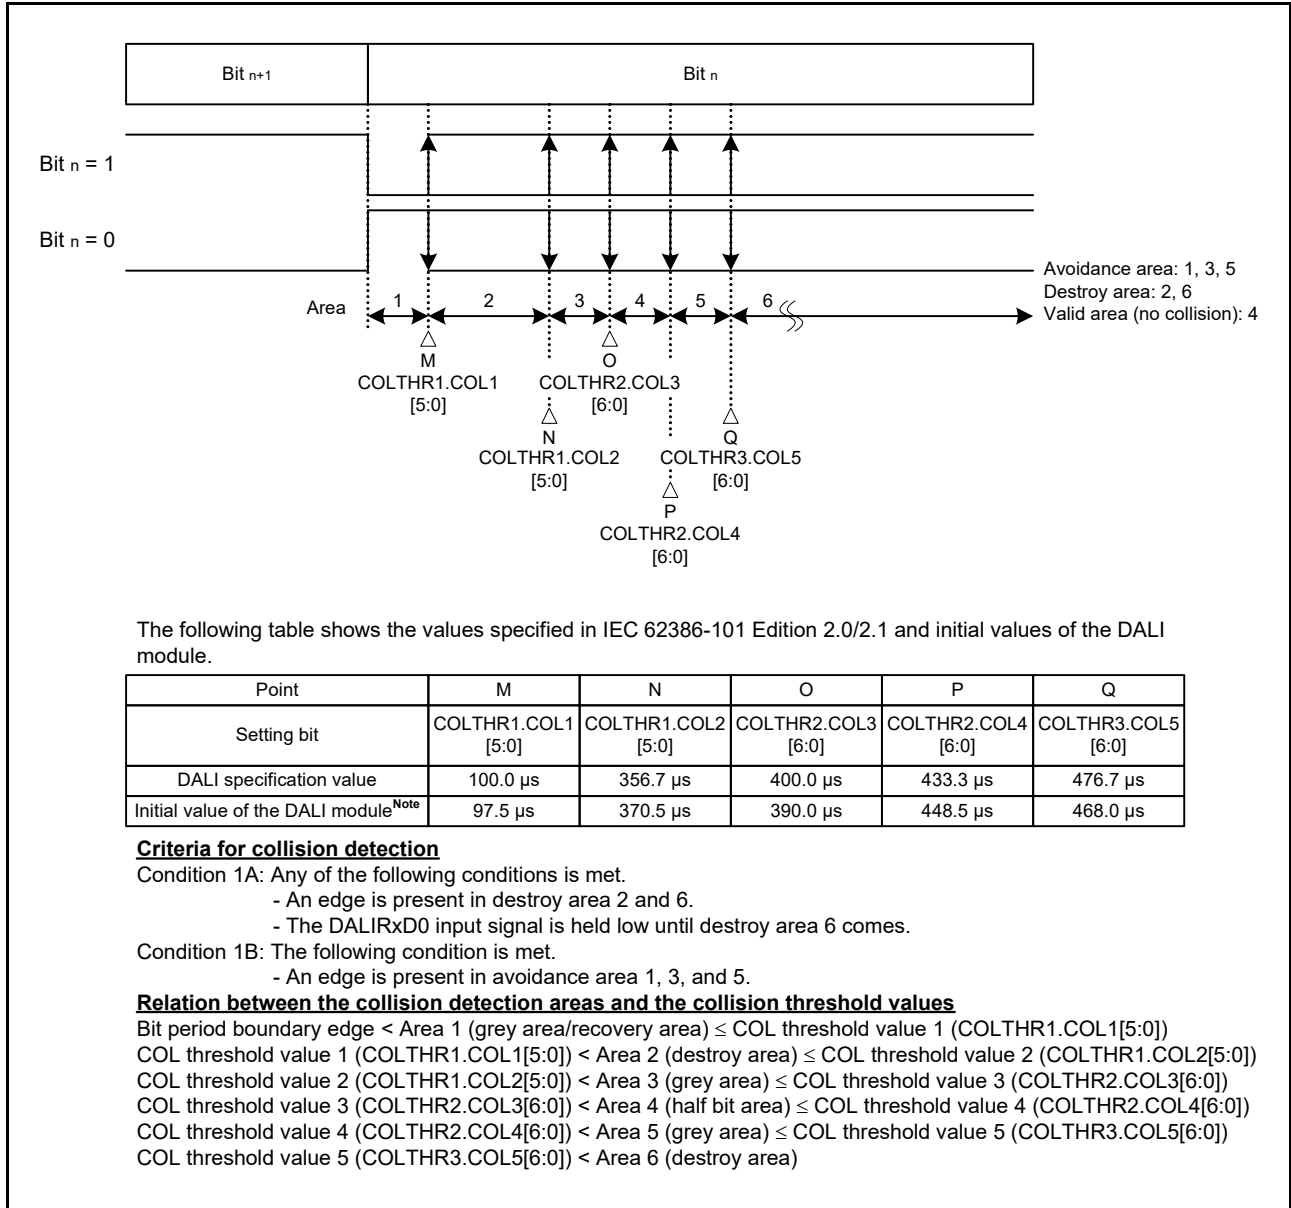 Bit n+1 Bit n
Bit n = 1
Bit n = 0
Area 1 2 3 4 5 6
Avoidance area: 1, 3, 5
Destroy area: 2, 6
Valid area (no collision): 4
M
COLTHR1.COL1
[5:0]
O
COLTHR2.COL3
[6:0]
N
COLTHR1.COL2
[5:0]
Q
COLTHR3.COL5
[6:0]
P
COLTHR2.COL4
[6:0]
The following table shows the values specified in IEC 62386-101 Edition 2.0/2.1 and initial values of the DALI
module.
Point M N O P Q
Setting bit COLTHR1.COL1 [5:0] COLTHR1.COL2 [5:0] COLTHR2.COL3 [6:0] COLTHR2.COL4 [6:0] COLTHR3.COL5 [6:0]
DALI specification value 100.0 µs 356.7 µs 400.0 µs 433.3 µs 476.7 µs
Initial value of the DALI module Note 97.5 µs 370.5 µs 390.0 µs 448.5 µs 468.0 µs
Criteria for collision detection
Condition 1A: Any of the following conditions is met.
- An edge is present in destroy area 2 and 6.
- The DALIRxD0 input signal is held low until destroy area 6 comes.
Condition 1B: The following condition is met.
- An edge is present in avoidance area 1, 3, and 5.
Relation between the collision detection areas and the collision threshold values
Bit period boundary edge < Area 1 (grey area/recovery area) ≤ COL threshold value 1 (COLTHR1.COL1[5:0])
COL threshold value 1 (COLTHR1.COL1[5:0]) < Area 2 (destroy area) ≤ COL threshold value 2 (COLTHR1.COL2[5:0])
COL threshold value 2 (COLTHR1.COL2[5:0]) < Area 3 (grey area) ≤ COL threshold value 3 (COLTHR2.COL3[6:0])
COL threshold value 3 (COLTHR2.COL3[6:0]) < Area 4 (half bit area) ≤ COL threshold value 4 (COLTHR2.COL4[6:0])
COL threshold value 4 (COLTHR2.COL4[6:0]) < Area 5 (grey area) ≤ COL threshold value 5 (COLTHR3.COL5[6:0])
COL threshold value 5 (COLTHR3.COL5[6:0]) < Area 6 (destroy area)